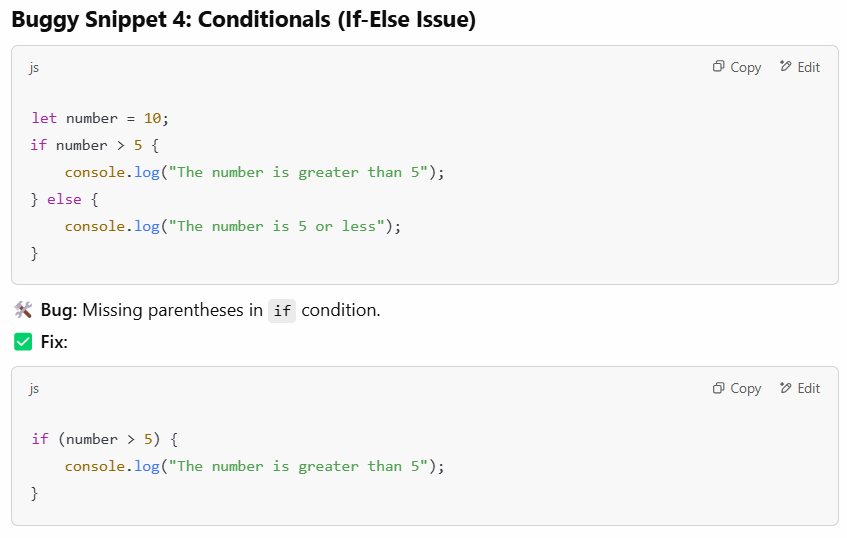 Buggy Snippet 4: Conditionals (If-Else Issue)
js Copy Edit
let number = 10;
if number > 5 {
    console.log("The number is greater than 5");
} else {
    console.log("The number is 5 or less");
}
🛠️ Bug: Missing parentheses in if condition.
✅ Fix:
js Copy Edit
if (number > 5) {
    console.log("The number is greater than 5");
}